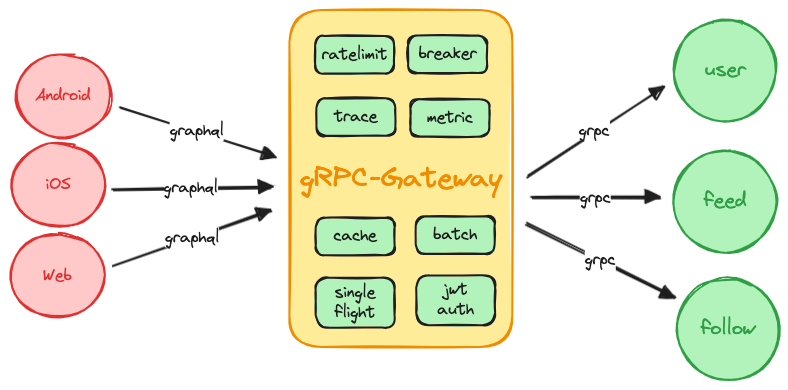 Android
iOS
Web
graphql
graphql
graphql
ratelimit
breaker
trace
metric
gRPC-Gateway
cache
batch
single
flight
jwt
auth
grpc
grpc
grpc
user
feed
follow